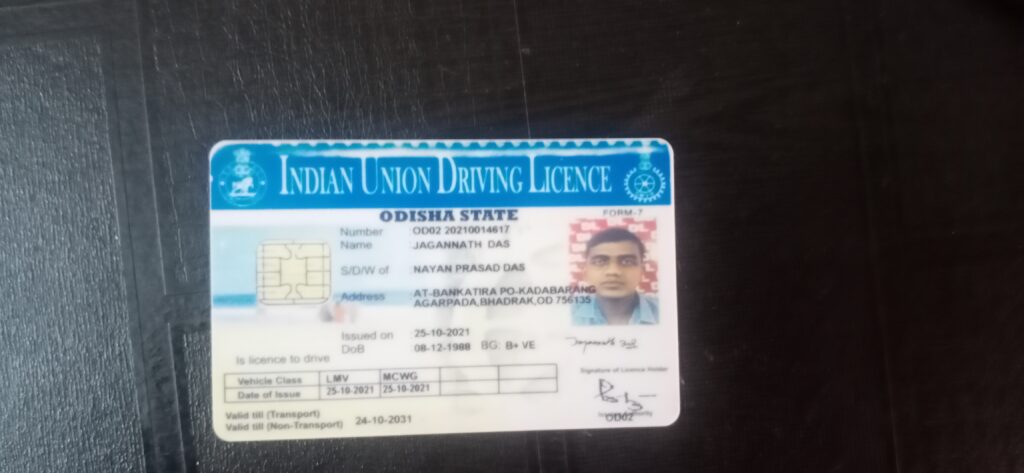 INDIAN UNION DRIVING LICENCE
ODISHA STATE
FORM-7
Number OD02 20210014617
Name JAGANNATH DAS
S/D/W of NAYAN PRASAD DAS
Address AT-BANKATIRA PO-KADABARANG
AGARPADA,BHADRAK,OD 756135
Issued on 25-10-2021
DoB 08-12-1988 BG: B+ VE
Is licence to drive
Vehicle Class LMV MCWG
Date of Issue 25-10-2021 25-10-2021
Signature of Licence Holder
Valid till (Transport)
Valid till (Non-Transport) 24-10-2031
OD02